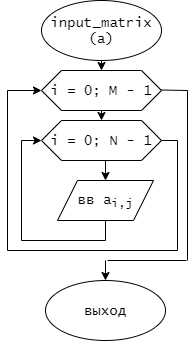 input_matrix
(a)
i = 0; M - 1
i = 0; N - 1
вв aᵢ,ⱼ
выход